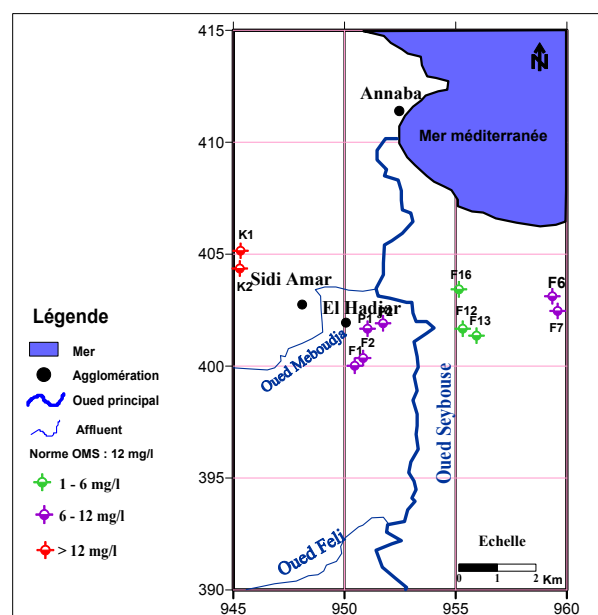 415
410
405
400
395
390
945
950
955
960
N
Annaba
Mer méditerranée
K1
K2
Sidi Amar
El Hadjar
F16
F6
F12
F13
F7
P1
P2
F1
F2
Oued Meboudja
Oued Seybouse
Oued Feli
Légende
Mer
Agglomération
Oued principal
Affluent
Norme OMS : 12 mg/l
1 - 6 mg/l
6 - 12 mg/l
> 12 mg/l
Echelle
0 1 2
Km